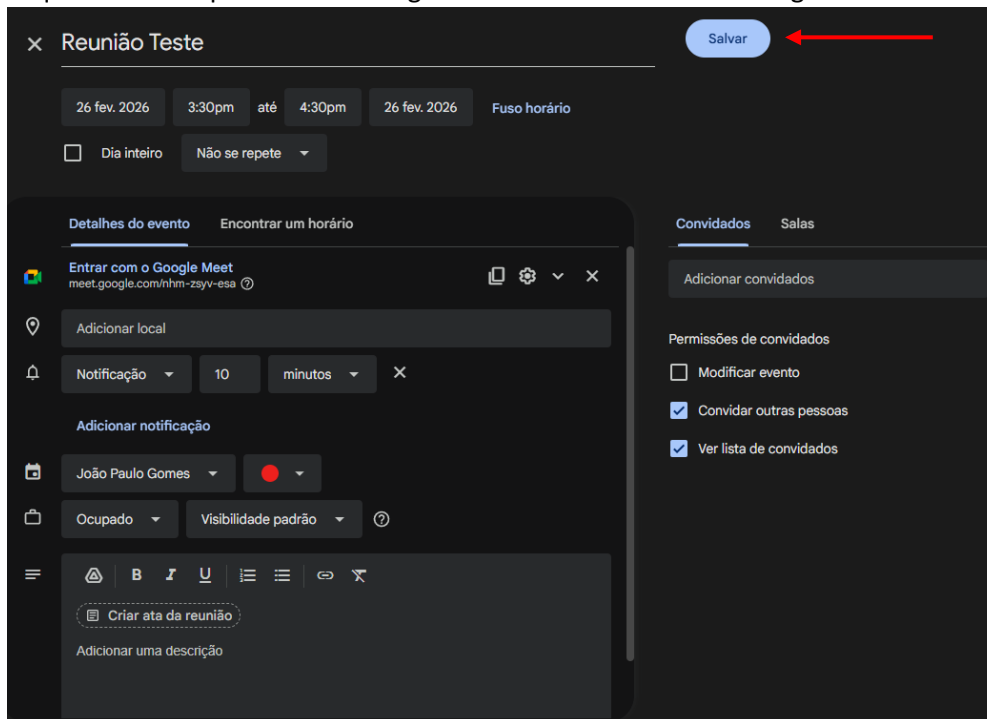 Reunião Teste
Salvar
26 fev. 2026 3:30pm até 4:30pm 26 fev. 2026 Fuso horário
Dia inteiro Não se repete
Detalhes do evento Encontrar um horário
Convidados Salas
Entrar com o Google Meet
meet.google.com/nhm-zsyv-esa
Adicionar convidados
Adicionar local
Permissões de convidados
Notificação 10 minutos
Modificar evento
Convidar outras pessoas
Adicionar notificação
Ver lista de convidados
João Paulo Gomes
Ocupado Visibilidade padrão
B I U
Criar ata da reunião
Adicionar uma descrição